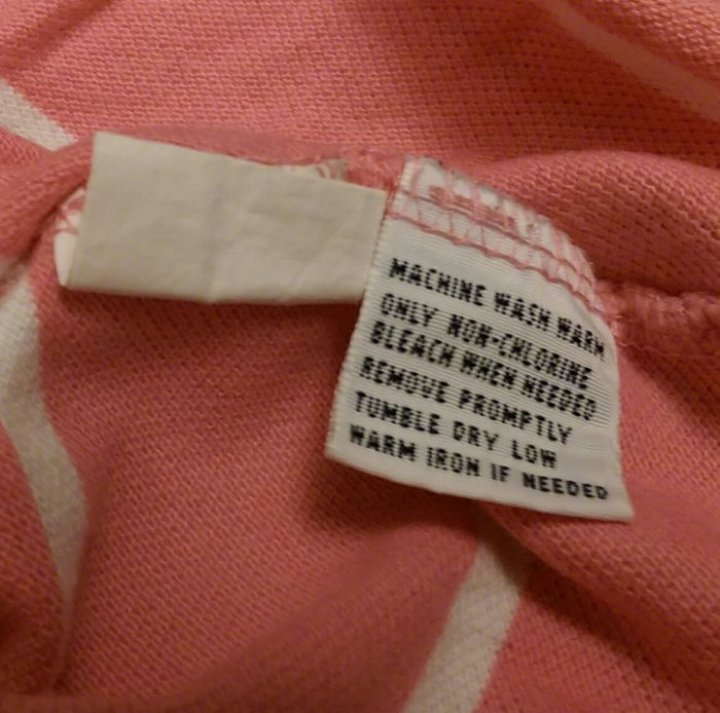 MACHINE WASH WARM
ONLY NON-CHLORINE
BLEACH WHEN NEEDED
REMOVE PROMPTLY
TUMBLE DRY LOW
WARM IRON IF NEEDED